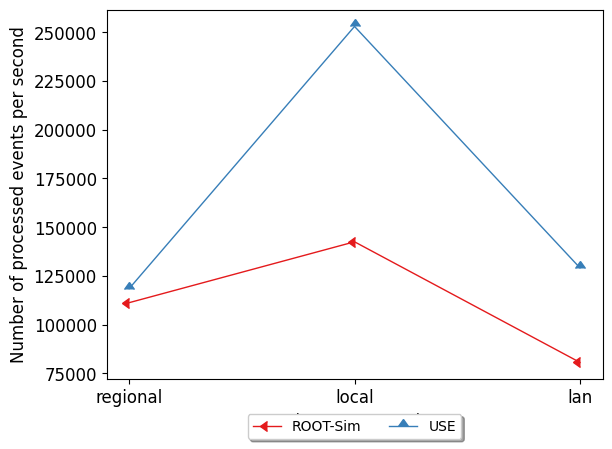 Number of processed events per second
250000
225000
200000
175000
150000
125000
100000
75000
regional local lan
ROOT-Sim USE